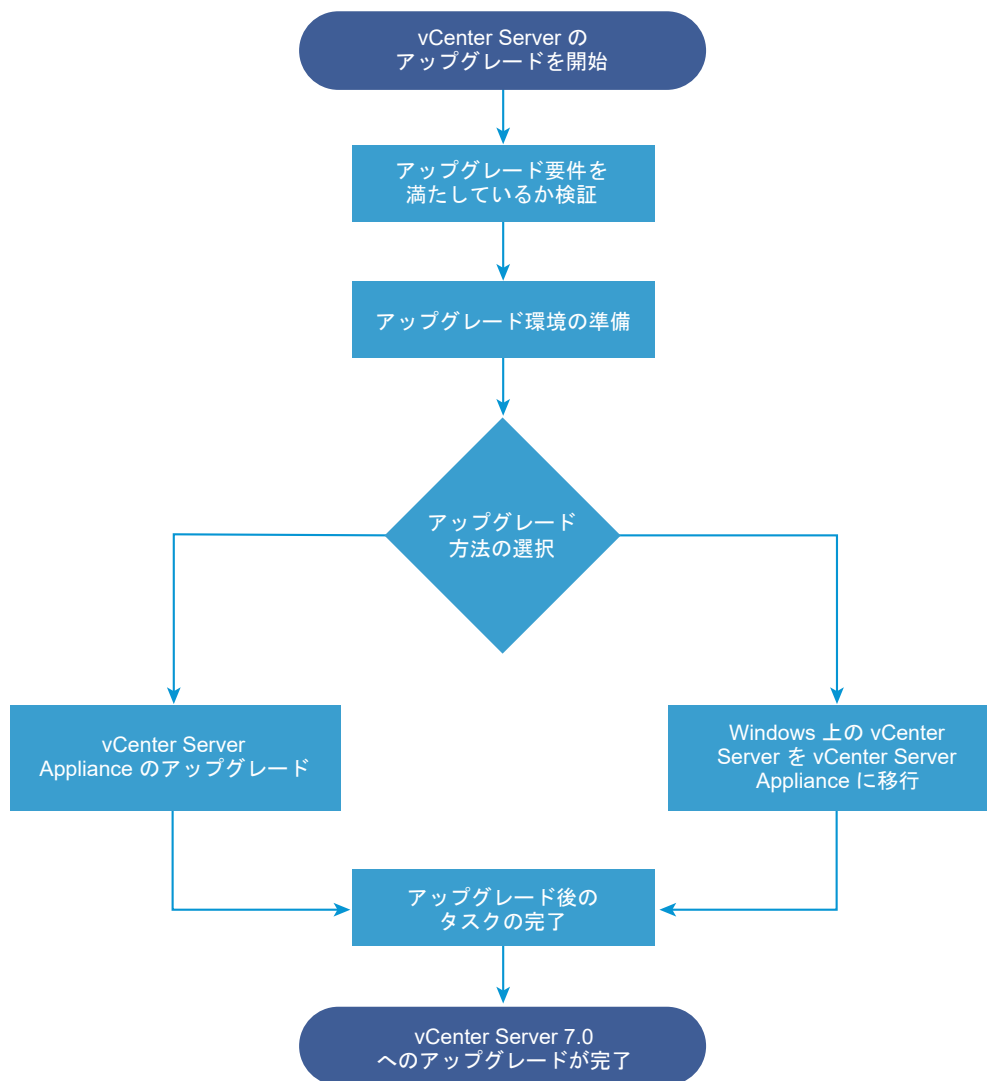 vCenter Server の
アップグレードを開始
アップグレード要件を
満たしているか検証
アップグレード環境の準備
アップグレード
方法の選択
vCenter Server
Appliance のアップグレード
Windows 上の vCenter
Server を vCenter Server
Appliance に移行
アップグレード後の
タスクの完了
vCenter Server 7.0
へのアップグレードが完了